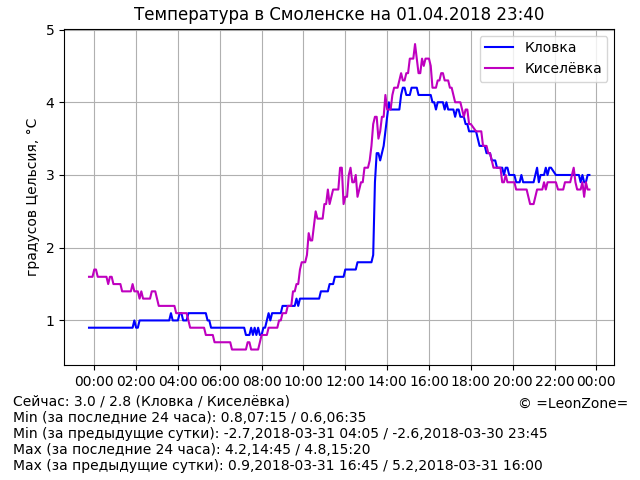 Температура в Смоленске на 01.04.2018 23:40
градусов Цельсия, °C
5
4
3
2
1
Кловка
Киселёвка
00:00 02:00 04:00 06:00 08:00 10:00 12:00 14:00 16:00 18:00 20:00 22:00 00:00
Сейчас: 3.0 / 2.8 (Кловка / Киселёвка)
© =LeonZone=
Min (за последние 24 часа): 0.8,07:15 / 0.6,06:35
Min (за предыдущие сутки): -2.7,2018-03-31 04:05 / -2.6,2018-03-30 23:45
Max (за последние 24 часа): 4.2,14:45 / 4.8,15:20
Max (за предыдущие сутки): 0.9,2018-03-31 16:45 / 5.2,2018-03-31 16:00